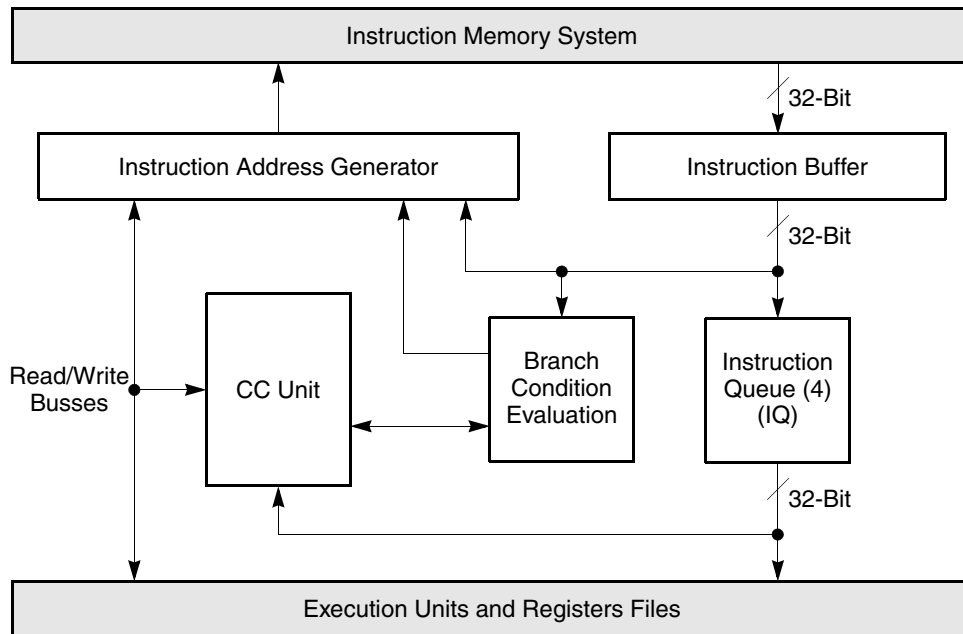 Instruction Memory System
32-Bit
Instruction Address Generator
Instruction Buffer
32-Bit
Read/Write
Busses
CC Unit
Branch
Condition
Evaluation
Instruction
Queue (4)
(IQ)
32-Bit
Execution Units and Registers Files